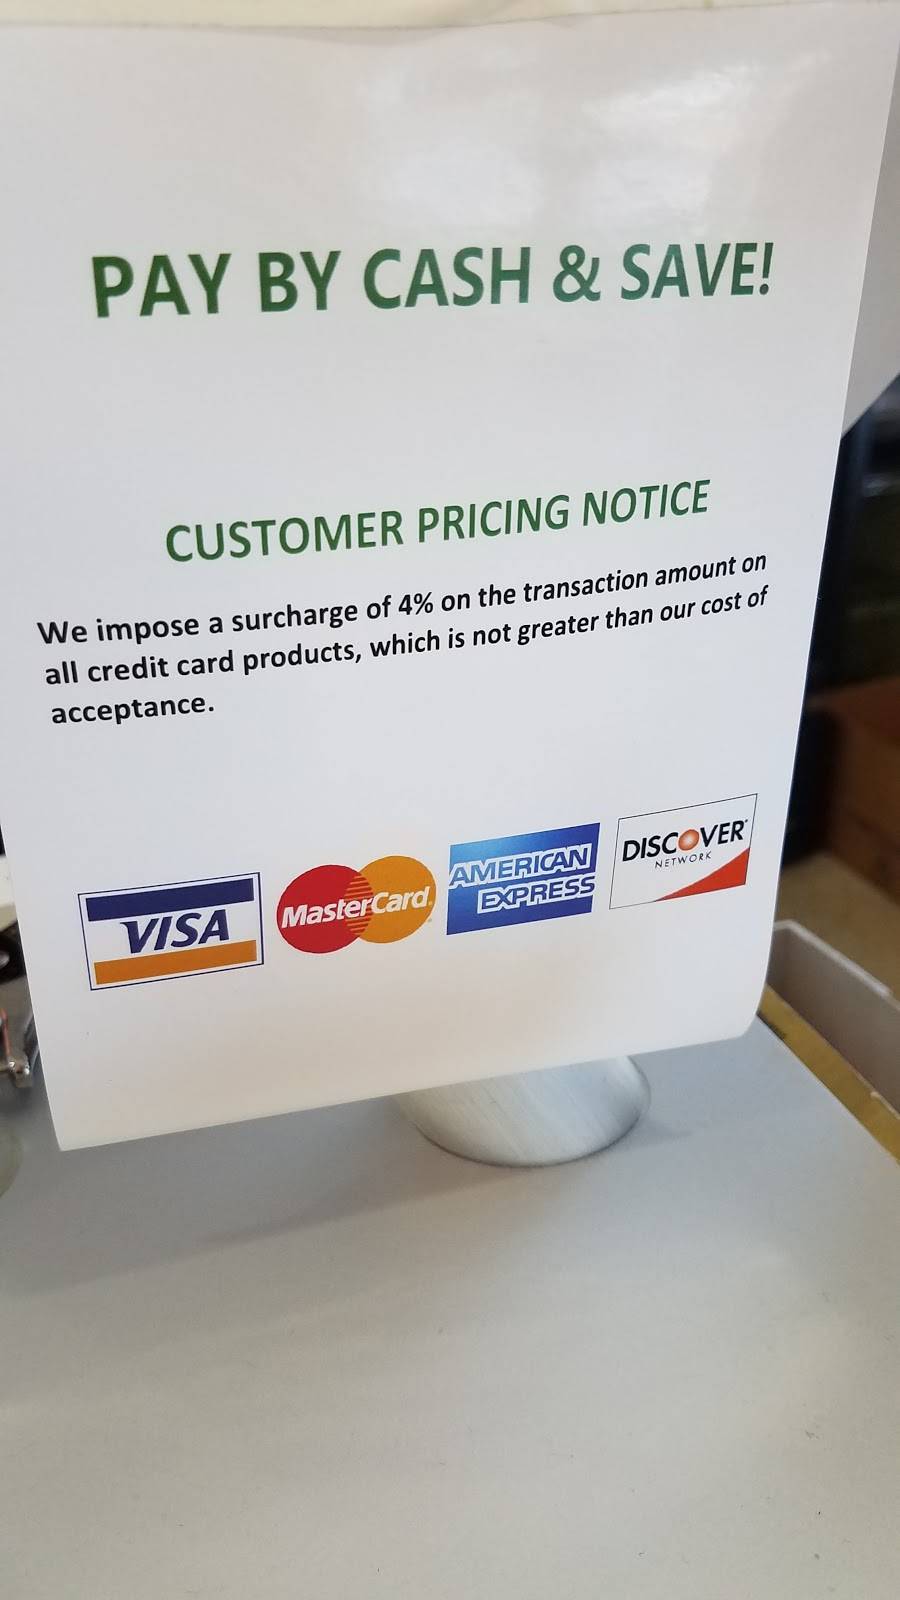 PAY BY CASH & SAVE!
CUSTOMER PRICING NOTICE
We impose a surcharge of 4% on the transaction amount on
all credit card products, which is not greater than our cost of
acceptance.
VISA
MasterCard
AMERICAN
EXPRESS
DISCOVER
NETWORK